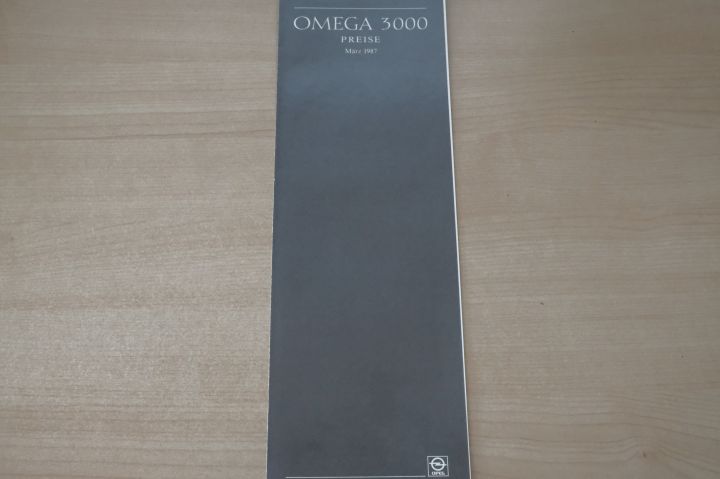 OMEGA 3000
PREISE
März 1987
OPEL